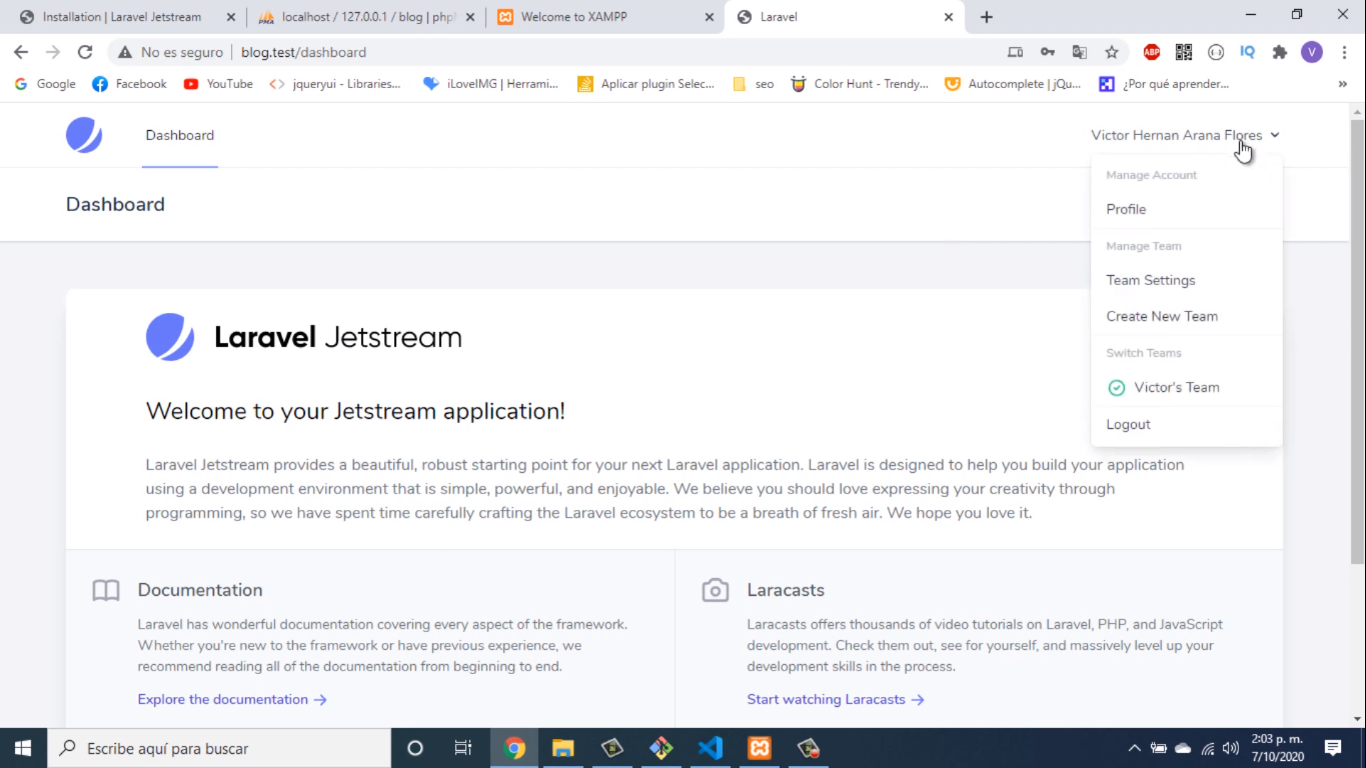 Installation | Laravel Jetstream
localhost / 127.0.0.1 / blog | php
Welcome to XAMPP
Laravel
No es seguro
blog.test/dashboard
ABP
IQ
V
Google
Facebook
YouTube
jqueryui - Libraries...
iLoveIMG | Herrami...
Aplicar plugin Selec...
seo
Color Hunt - Trendy...
Autocomplete | jQu...
¿Por qué aprender...
»
Dashboard
Victor Hernan Arana Flores
Manage Account
Profile
Manage Team
Team Settings
Create New Team
Switch Teams
Victor's Team
Logout
Dashboard
Laravel Jetstream
Welcome to your Jetstream application!
Laravel Jetstream provides a beautiful, robust starting point for your next Laravel application. Laravel is designed to help you build your application
using a development environment that is simple, powerful, and enjoyable. We believe you should love expressing your creativity through
programming, so we have spent time carefully crafting the Laravel ecosystem to be a breath of fresh air. We hope you love it.
Documentation
Laravel has wonderful documentation covering every aspect of the framework.
Whether you're new to the framework or have previous experience, we
recommend reading all of the documentation from beginning to end.
Explore the documentation →
Laracasts
Laracasts offers thousands of video tutorials on Laravel, PHP, and JavaScript
development. Check them out, see for yourself, and massively level up your
development skills in the process.
Start watching Laracasts →
Escribe aquí para buscar
2:03 p. m.
7/10/2020